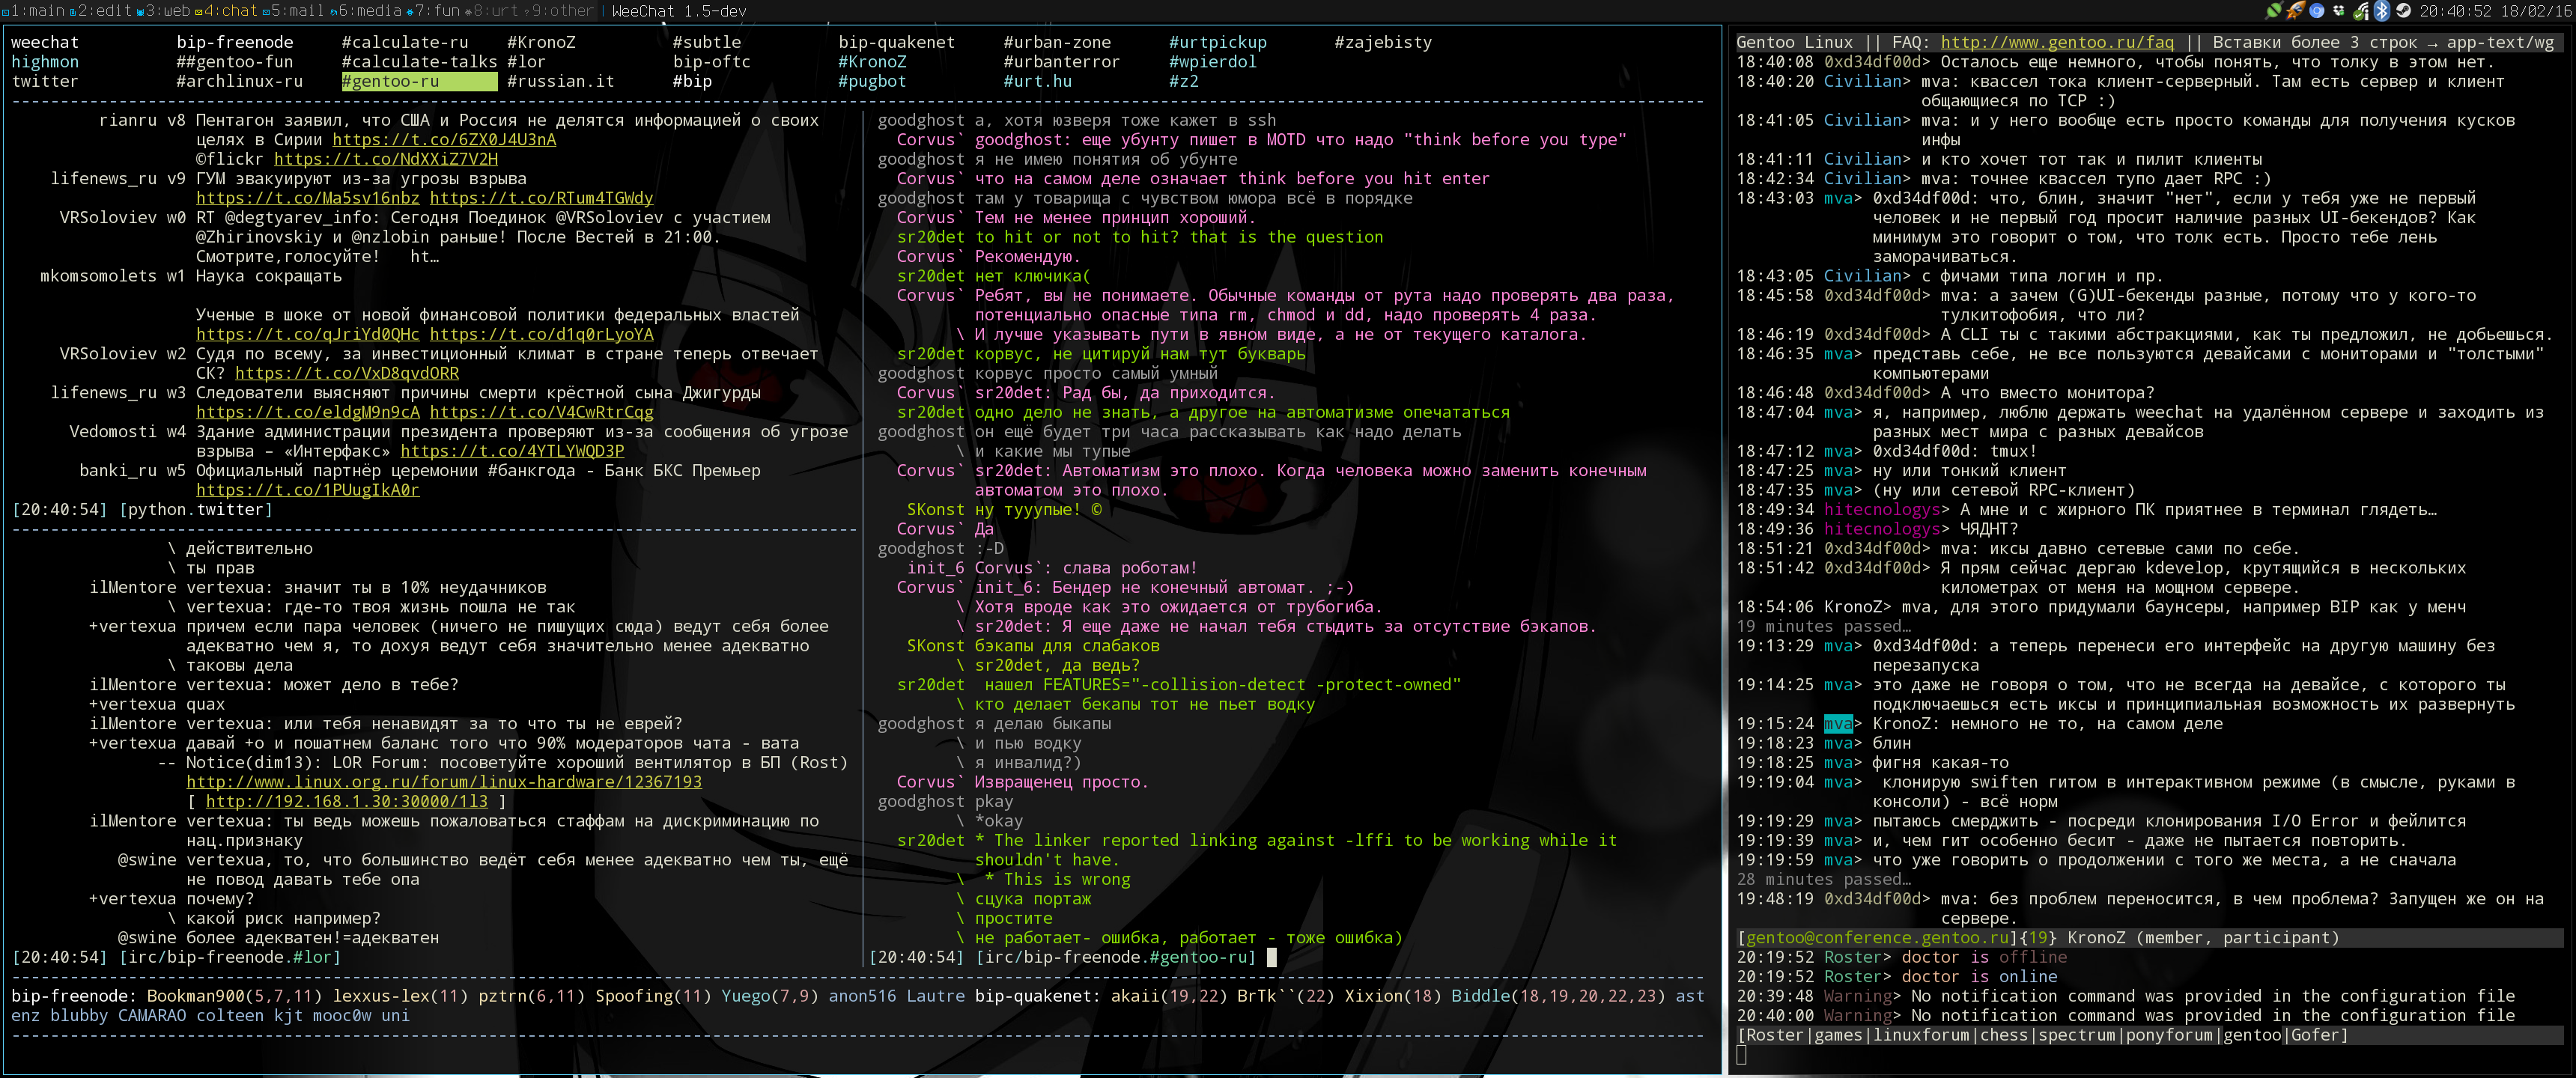 1:main 2:edit 3:web 4:chat 5:mail 6:media 7:fun 8:urt 9:other | WeeChat 1.5-dev
20:40:52 18/02/16
weechat bip-freenode #calculate-ru #KronoZ #subtle bip-quakenet #urban-zone #urtpickup #zajebisty
highmon ##gentoo-fun #calculate-talks #lor bip-oftc #KronoZ #urbanterror #wpierdol
twitter #archlinux-ru #gentoo-ru #russian.it #bip #pugbot #urt.hu #z2
rianru v8 Пентагон заявил, что США и Россия не делятся информацией о своих
целях в Сирии https://t.co/6ZX0J4U3nA
©flickr https://t.co/NdXXiZ7V2H
lifenews_ru v9 ГУМ эвакуируют из-за угрозы взрыва
https://t.co/Ma5sv16nbz https://t.co/RTum4TGWdy
VRSoloviev w0 RT @degtyarev_info: Сегодня Поединок @VRSoloviev с участием
@Zhirinovskiy и @nzlobin раньше! После Вестей в 21:00.
Смотрите,голосуйте! ht…
mkomsomolets w1 Наука сокращать
Ученые в шоке от новой финансовой политики федеральных властей
https://t.co/qJriYd0QHc https://t.co/d1q0rLyoYA
VRSoloviev w2 Судя по всему, за инвестиционный климат в стране теперь отвечает
СК? https://t.co/VxD8qvdORR
lifenews_ru w3 Следователи выясняют причины смерти крёстной сына Джигурды
https://t.co/eldgM9n9cA https://t.co/V4CwRtrCqg
Vedomosti w4 Здание администрации президента проверяют из-за сообщения об угрозе
взрыва – «Интерфакс» https://t.co/4YTLYWQD3P
banki_ru w5 Официальный партнёр церемонии #банкгода - Банк БКС Премьер
https://t.co/1PUugIkA0r
[20:40:54] [python.twitter]
\ действительно
\ ты прав
ilMentore vertexua: значит ты в 10% неудачников
\ vertexua: где-то твоя жизнь пошла не так
+vertexua причем если пара человек (ничего не пишущих сюда) ведут себя более
адекватно чем я, то дохуя ведут себя значительно менее адекватно
\ таковы дела
ilMentore vertexua: может дело в тебе?
+vertexua quax
ilMentore vertexua: или тебя ненавидят за то что ты не еврей?
+vertexua давай +о и пошатнем баланс того что 90% модераторов чата - вата
-- Notice(dim13): LOR Forum: посоветуйте хороший вентилятор в БП (Rost)
http://www.linux.org.ru/forum/linux-hardware/12367193
[ http://192.168.1.30:30000/1l3 ]
ilMentore vertexua: ты ведь можешь пожаловаться стаффам на дискриминацию по
нац.признаку
@swine vertexua, то, что большинство ведёт себя менее адекватно чем ты, ещё
не повод давать тебе опа
+vertexua почему?
\ какой риск например?
@swine более адекватен!=адекватен
[20:40:54] [irc/bip-freenode.#lor]
goodghost а, хотя юзверя тоже кажет в ssh
Corvus` goodghost: еще убунту пишет в MOTD что надо "think before you type"
goodghost я не имею понятия об убунте
Corvus` что на самом деле означает think before you hit enter
goodghost там у товарища с чувством юмора всё в порядке
Corvus` Тем не менее принцип хороший.
sr20det to hit or not to hit? that is the question
Corvus` Рекомендую.
sr20det нет ключика(
Corvus` Ребят, вы не понимаете. Обычные команды от рута надо проверять два раза,
потенциально опасные типа rm, chmod и dd, надо проверять 4 раза.
\ И лучше указывать пути в явном виде, а не от текущего каталога.
sr20det корвус, не цитируй нам тут букварь
goodghost корвус просто самый умный
Corvus` sr20det: Рад бы, да приходится.
sr20det одно дело не знать, а другое на автоматизме опечататься
goodghost он ещё будет три часа рассказывать как надо делать
\ и какие мы тупые
Corvus` sr20det: Автоматизм это плохо. Когда человека можно заменить конечным
автоматом это плохо.
SKonst ну тууупые! ©
Corvus` Да
goodghost :-D
init_6 Corvus`: слава роботам!
Corvus` init_6: Бендер не конечный автомат. ;-)
\ Хотя вроде как это ожидается от трубогиба.
\ sr20det: Я еще даже не начал тебя стыдить за отсутствие бэкапов.
SKonst бэкапы для слабаков
\ sr20det, да ведь?
sr20det нашел FEATURES="-collision-detect -protect-owned"
\ кто делает бекапы тот не пьет водку
goodghost я делаю быкапы
\ и пью водку
\ я инвалид?)
Corvus` Извращенец просто.
goodghost pkay
\ *okay
sr20det * The linker reported linking against -lffi to be working while it
shouldn't have.
\ * This is wrong
\ сцука портаж
\ простите
\ не работает- ошибка, работает - тоже ошибка)
[20:40:54] [irc/bip-freenode.#gentoo-ru]
bip-freenode: Bookman900(5,7,11) lexxus-lex(11) pztrn(6,11) Spoofing(11) Yuego(7,9) anon516 Lautre bip-quakenet: akaii(19,22) BrTk``(22) Xixion(18) Biddle(18,19,20,22,23) ast
enz blubby CAMARAO colteen kjt mooc0w uni
Gentoo Linux || FAQ: http://www.gentoo.ru/faq || Вставки более 3 строк → app-text/wg
18:40:08 0xd34df00d> Осталось еще немного, чтобы понять, что толку в этом нет.
18:40:20 Civilian> mva: квассел тока клиент-серверный. Там есть сервер и клиент
общающиеся по TCP :)
18:41:05 Civilian> mva: и у него вообще есть просто команды для получения кусков
инфы
18:41:11 Civilian> и кто хочет тот так и пилит клиенты
18:42:34 Civilian> mva: точнее квассел тупо дает RPC :)
18:43:03 mva> 0xd34df00d: что, блин, значит "нет", если у тебя уже не первый
человек и не первый год просит наличие разных UI-бекендов? Как
минимум это говорит о том, что толк есть. Просто тебе лень
заморачиваться.
18:43:05 Civilian> с фичами типа логин и пр.
18:45:58 0xd34df00d> mva: а зачем (G)UI-бекенды разные, потому что у кого-то
тулкитофобия, что ли?
18:46:19 0xd34df00d> А CLI ты с такими абстракциями, как ты предложил, не добьешься.
18:46:35 mva> представь себе, не все пользуются девайсами с мониторами и "толстыми"
компьютерами
18:46:48 0xd34df00d> А что вместо монитора?
18:47:04 mva> я, например, люблю держать weechat на удалённом сервере и заходить из
разных мест мира с разных девайсов
18:47:12 mva> 0xd34df00d: tmux!
18:47:25 mva> ну или тонкий клиент
18:47:35 mva> (ну или сетевой RPC-клиент)
18:49:34 hitecnologys> А мне и с жирного ПК приятнее в терминал глядеть…
18:49:36 hitecnologys> ЧЯДНТ?
18:51:21 0xd34df00d> mva: иксы давно сетевые сами по себе.
18:51:42 0xd34df00d> Я прям сейчас дергаю kdevelop, крутящийся в нескольких
километрах от меня на мощном сервере.
18:54:06 KronoZ> mva, для этого придумали баунсеры, например BIP как у менч
19 minutes passed…
19:13:29 mva> 0xd34df00d: а теперь перенеси его интерфейс на другую машину без
перезапуска
19:14:25 mva> это даже не говоря о том, что не всегда на девайсе, с которого ты
подключаешься есть иксы и принципиальная возможность их развернуть
19:15:24 mva> KronoZ: немного не то, на самом деле
19:18:23 mva> блин
19:18:25 mva> фигня какая-то
19:19:04 mva> клонирую swiften гитом в интерактивном режиме (в смысле, руками в
консоли) - всё норм
19:19:29 mva> пытаюсь смерджить - посреди клонирования I/O Error и фейлится
19:19:39 mva> и, чем гит особенно бесит - даже не пытается повторить.
19:19:59 mva> что уже говорить о продолжении с того же места, а не сначала
28 minutes passed…
19:48:19 0xd34df00d> mva: без проблем переносится, в чем проблема? Запущен же он на
сервере.
[gentoo@conference.gentoo.ru]{19} KronoZ (member, participant)
20:19:52 Roster> doctor is offline
20:19:52 Roster> doctor is online
20:39:48 Warning> No notification command was provided in the configuration file
20:40:00 Warning> No notification command was provided in the configuration file
[Roster|games|linuxforum|chess|spectrum|ponyforum|gentoo|Gofer]